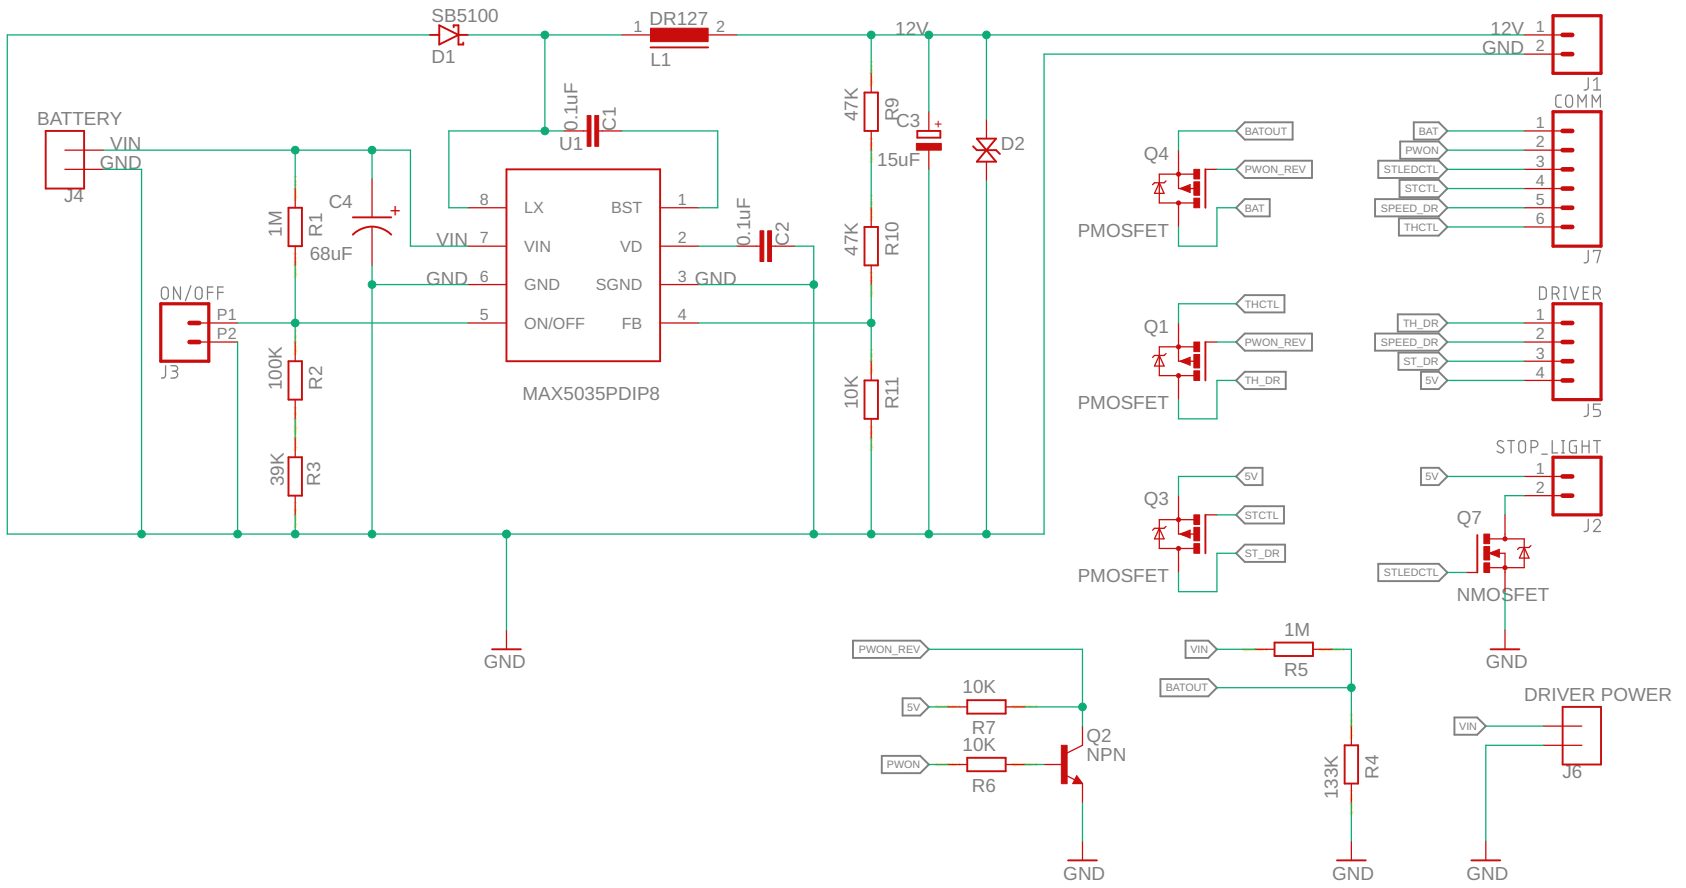 SB5100
D1
1
DR127
2
L1
12V
12V
1
GND
2
J1
BATTERY
VIN
GND
J4
0.1uF
C1
U1
47K
R9
C3
15uF
D2
COMM
BAT
1
PWON
2
STLEDCTL
3
STCTL
4
SPEED_DR
5
THCTL
6
J7
BATOUT
Q4
PWON_REV
BAT
PMOSFET
1M
R1
C4
68uF
8
LX
BST
1
VIN
7
VIN
VD
2
0.1uF
C2
GND
6
GND
SGND
3
GND
5
ON/OFF
FB
4
MAX5035PDIP8
47K
R10
ON/OFF
P1
P2
J3
100K
R2
39K
R3
10K
R11
THCTL
Q1
PWON_REV
TH_DR
PMOSFET
DRIVER
TH_DR
1
SPEED_DR
2
ST_DR
3
5V
4
J5
5V
Q3
STCTL
ST_DR
PMOSFET
STOP_LIGHT
5V
1
2
J2
Q7
STLEDCTL
NMOSFET
GND
GND
PWON_REV
5V
10K
R7
PWON
10K
R6
Q2
NPN
GND
VIN
1M
R5
BATOUT
133K
R4
GND
DRIVER POWER
VIN
J6
GND